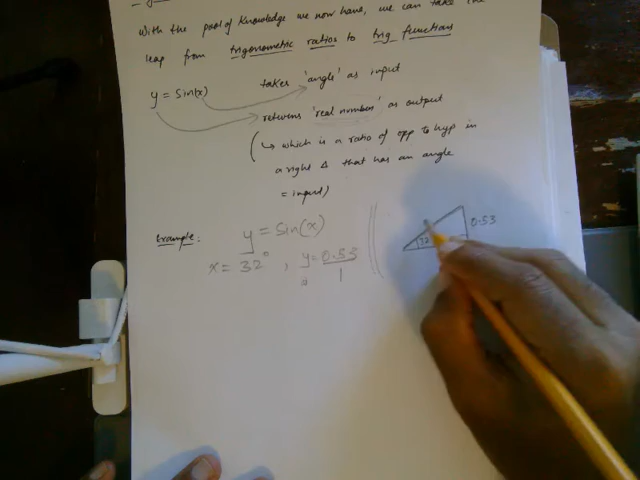 with the pool of knowledge we now have, we can take the
leap from trigonometric ratios to trig functions
y = sin(x) takes 'angle' as input
returns 'real number' as output
(↳ which is a ratio of opp to hyp in
a right Δ that has an angle
= input)
Example: y = sin(x)
x = 32°, y = 0.53
1
0.53
32